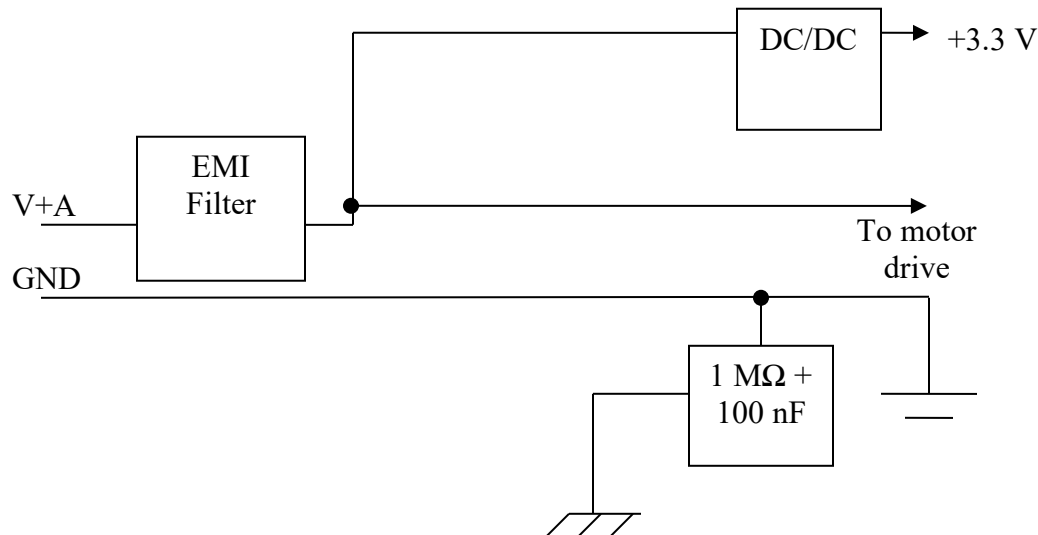 DC/DC
+3.3 V
EMI
Filter
V+A
To motor
drive
GND
1 MΩ +
100 nF